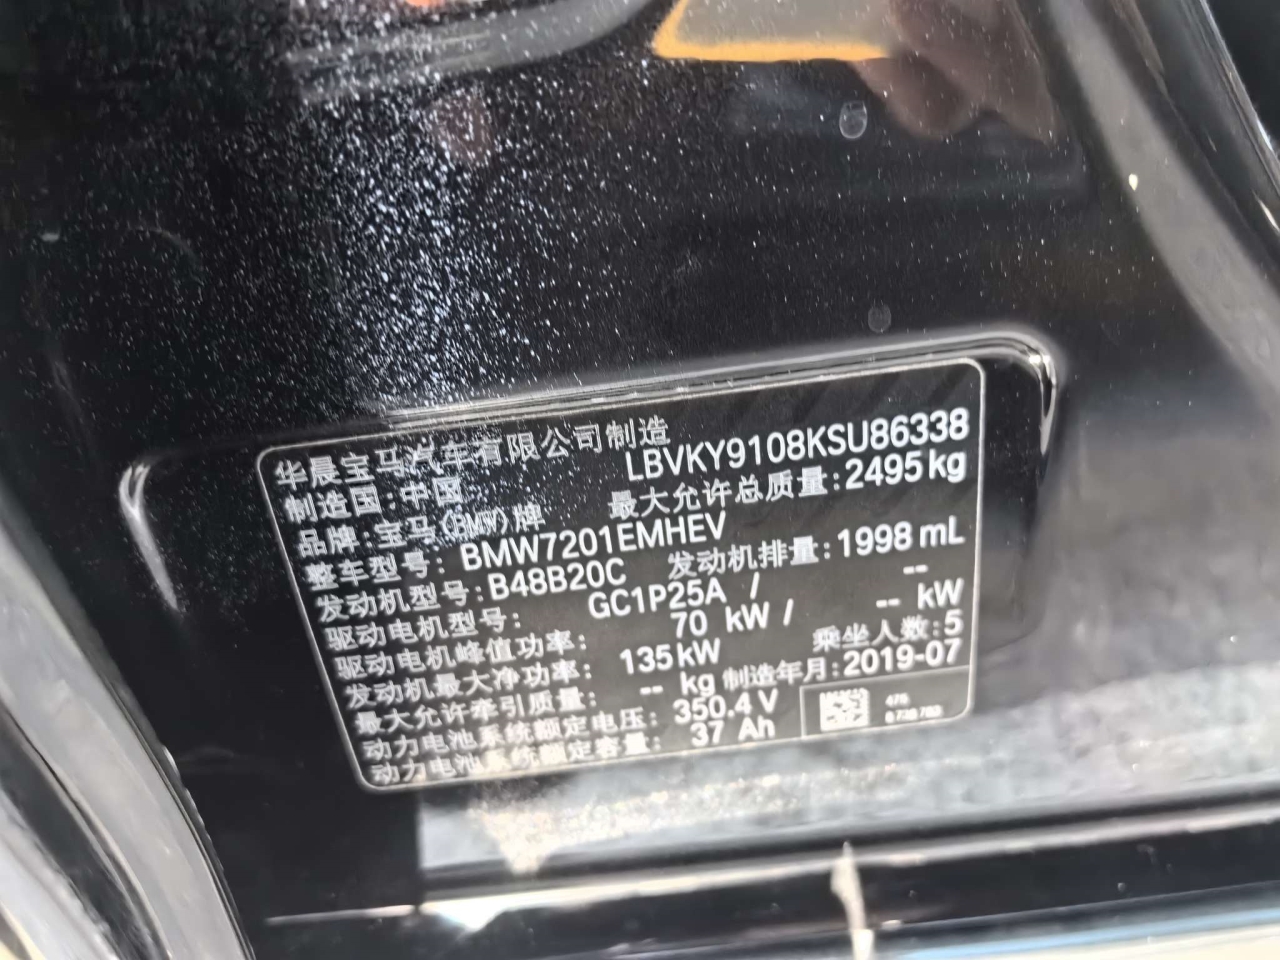 华晨宝马汽车有限公司制造
制造国:中国 LBVKY9108KSU86338
品牌:宝马(BMW)牌 最大允许总质量:2495kg
整车型号: BMW7201EMHEV
发动机型号:B48B20C 发动机排量:1998 mL
驱动电机型号: GC1P25A / --
驱动电机峰值功率: 70 kW / -- kW
发动机最大净功率: 135kW 乘坐人数:5
最大允许牵引质量: -- kg 制造年月:2019-07
动力电池系统额定电压: 350.4 V
动力电池系统额定容量: 37 Ah